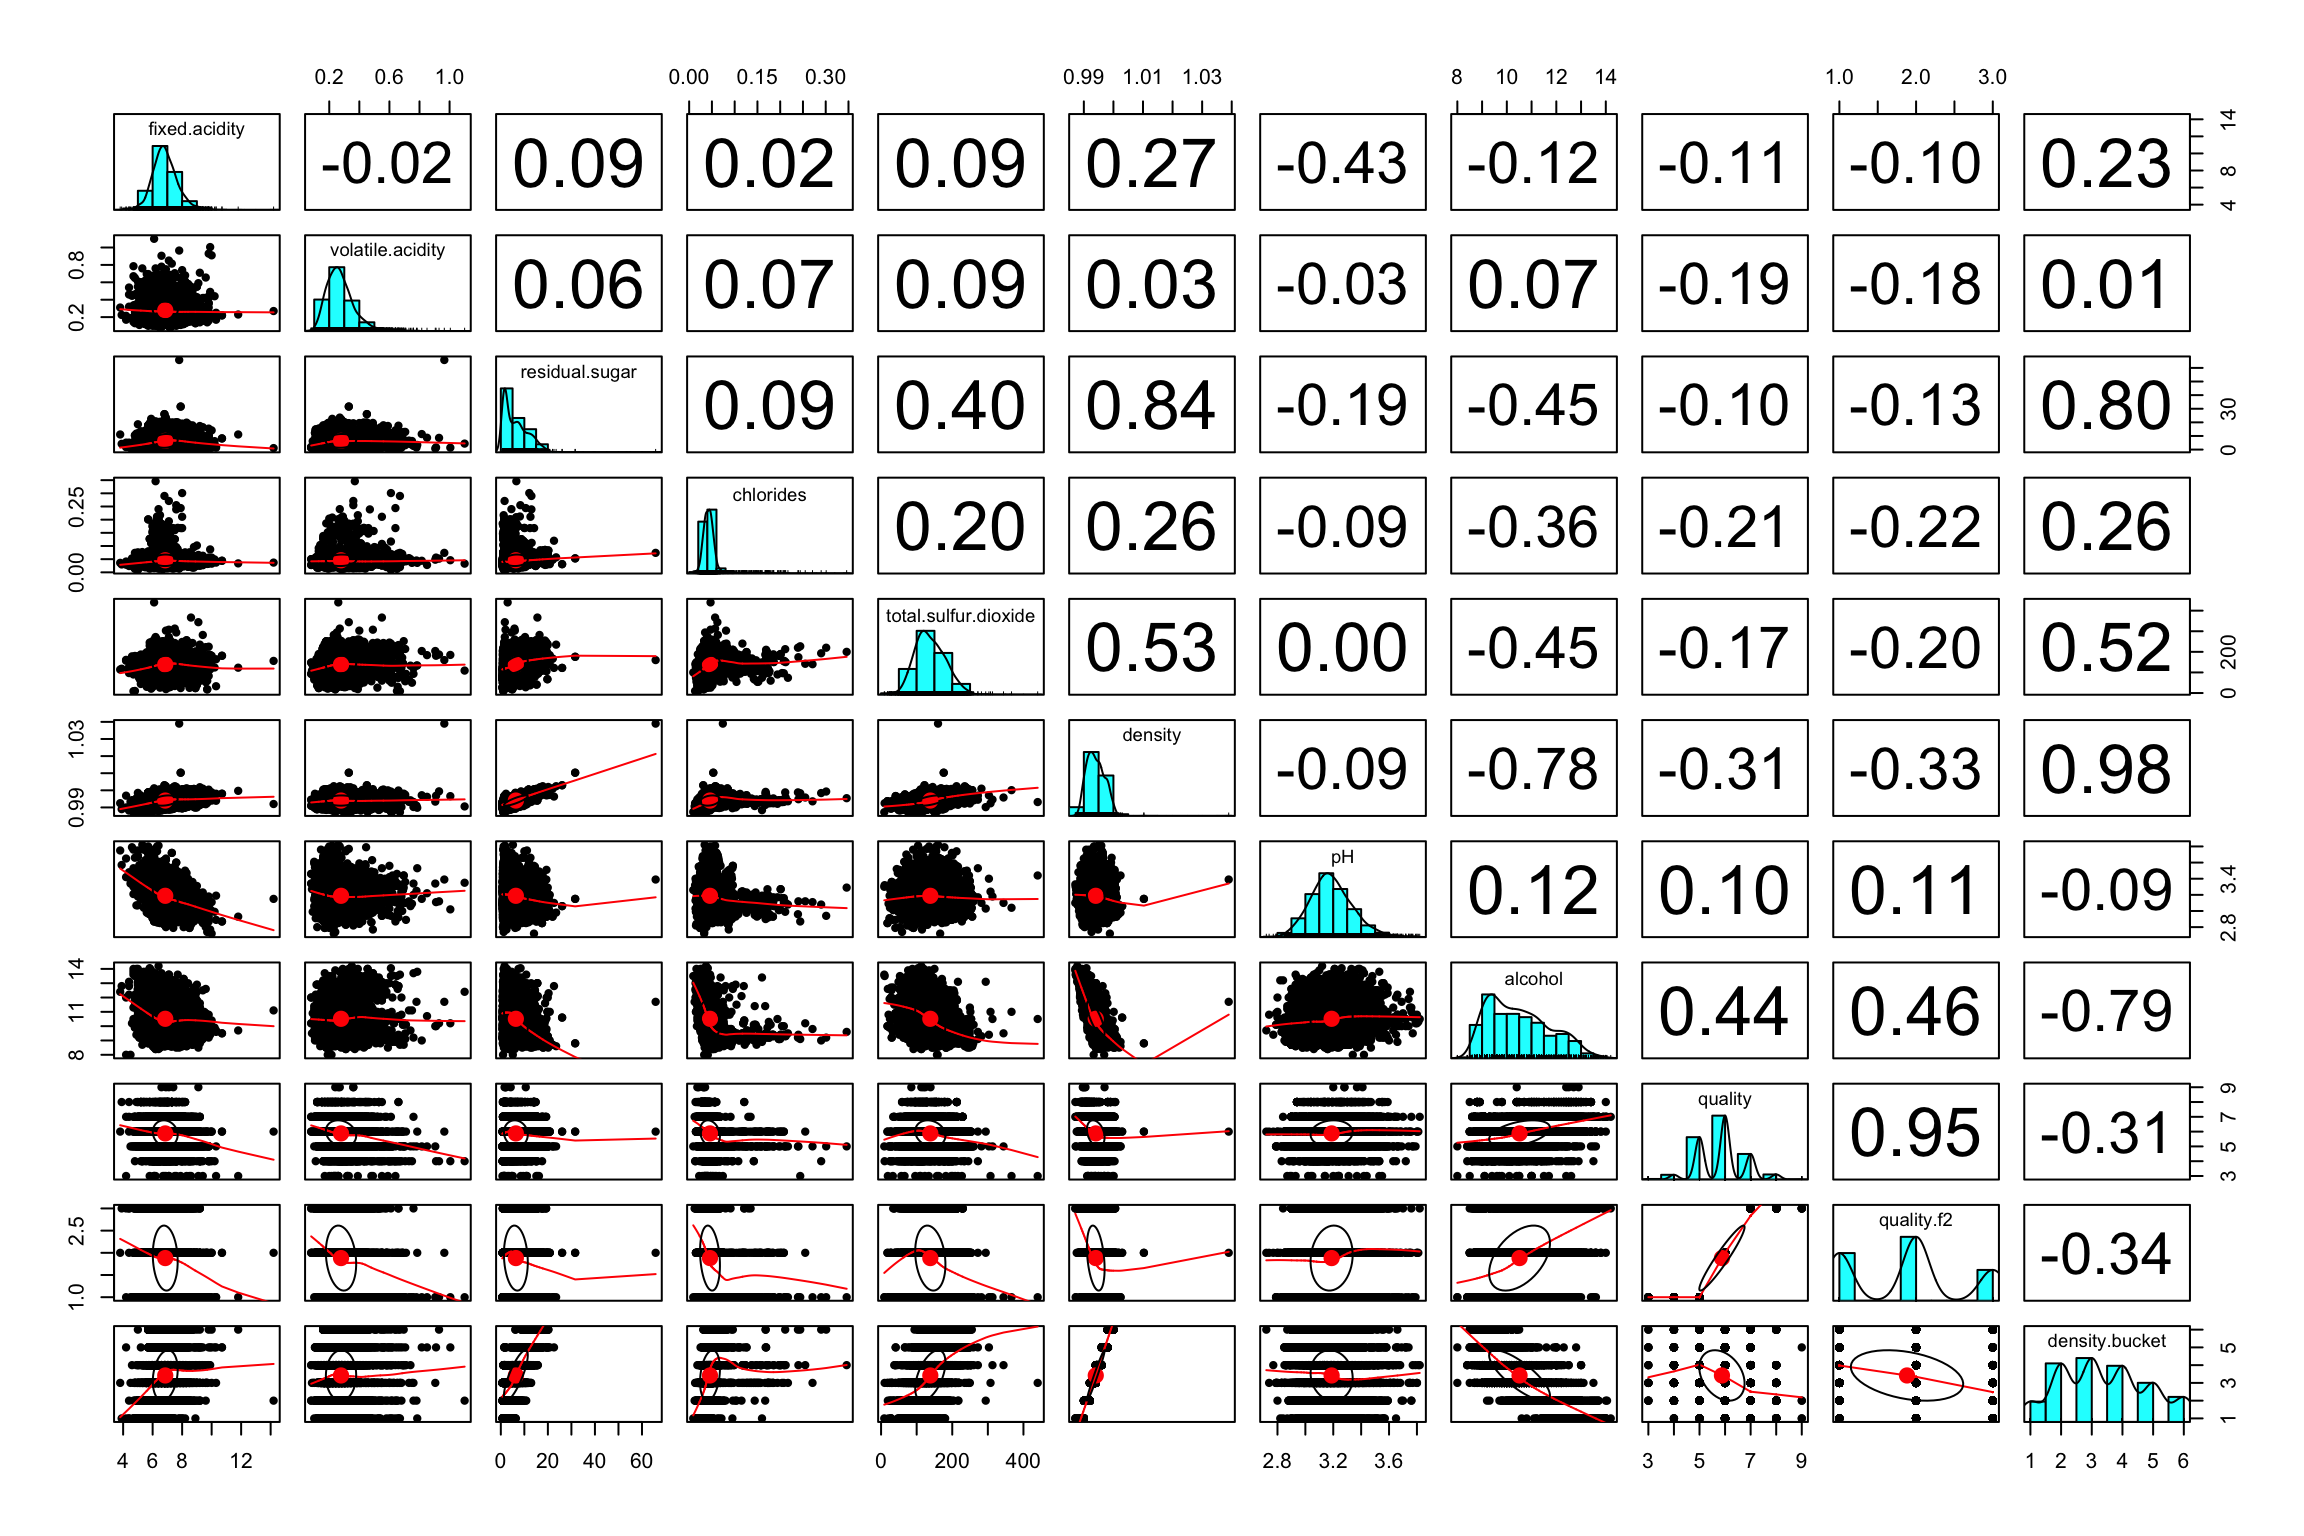 0.2 0.6 1.0 0.00 0.15 0.30 0.99 1.01 1.03 8 10 12 14 1.0 2.0 3.0
fixed.acidity -0.02 0.09 0.02 0.09 0.27 -0.43 -0.12 -0.11 -0.10 0.23 4 8 14
0.2 0.8 volatile.acidity 0.06 0.07 0.09 0.03 -0.03 0.07 -0.19 -0.18 0.01
residual.sugar 0.09 0.40 0.84 -0.19 -0.45 -0.10 -0.13 0.80 0 30
0.00 0.25 chlorides 0.20 0.26 -0.09 -0.36 -0.21 -0.22 0.26
total.sulfur.dioxide 0.53 0.00 -0.45 -0.17 -0.20 0.52 0 200
0.99 1.03 density -0.09 -0.78 -0.31 -0.33 0.98
pH 0.12 0.10 0.11 -0.09 2.8 3.4
8 11 14 alcohol 0.44 0.46 -0.79
quality 0.95 -0.31 3 5 7 9
1.0 2.5 quality.f2 -0.34
density.bucket 1 3 5
4 6 8 12 0 20 40 60 0 200 400 2.8 3.2 3.6 3 5 7 9 1 2 3 4 5 6